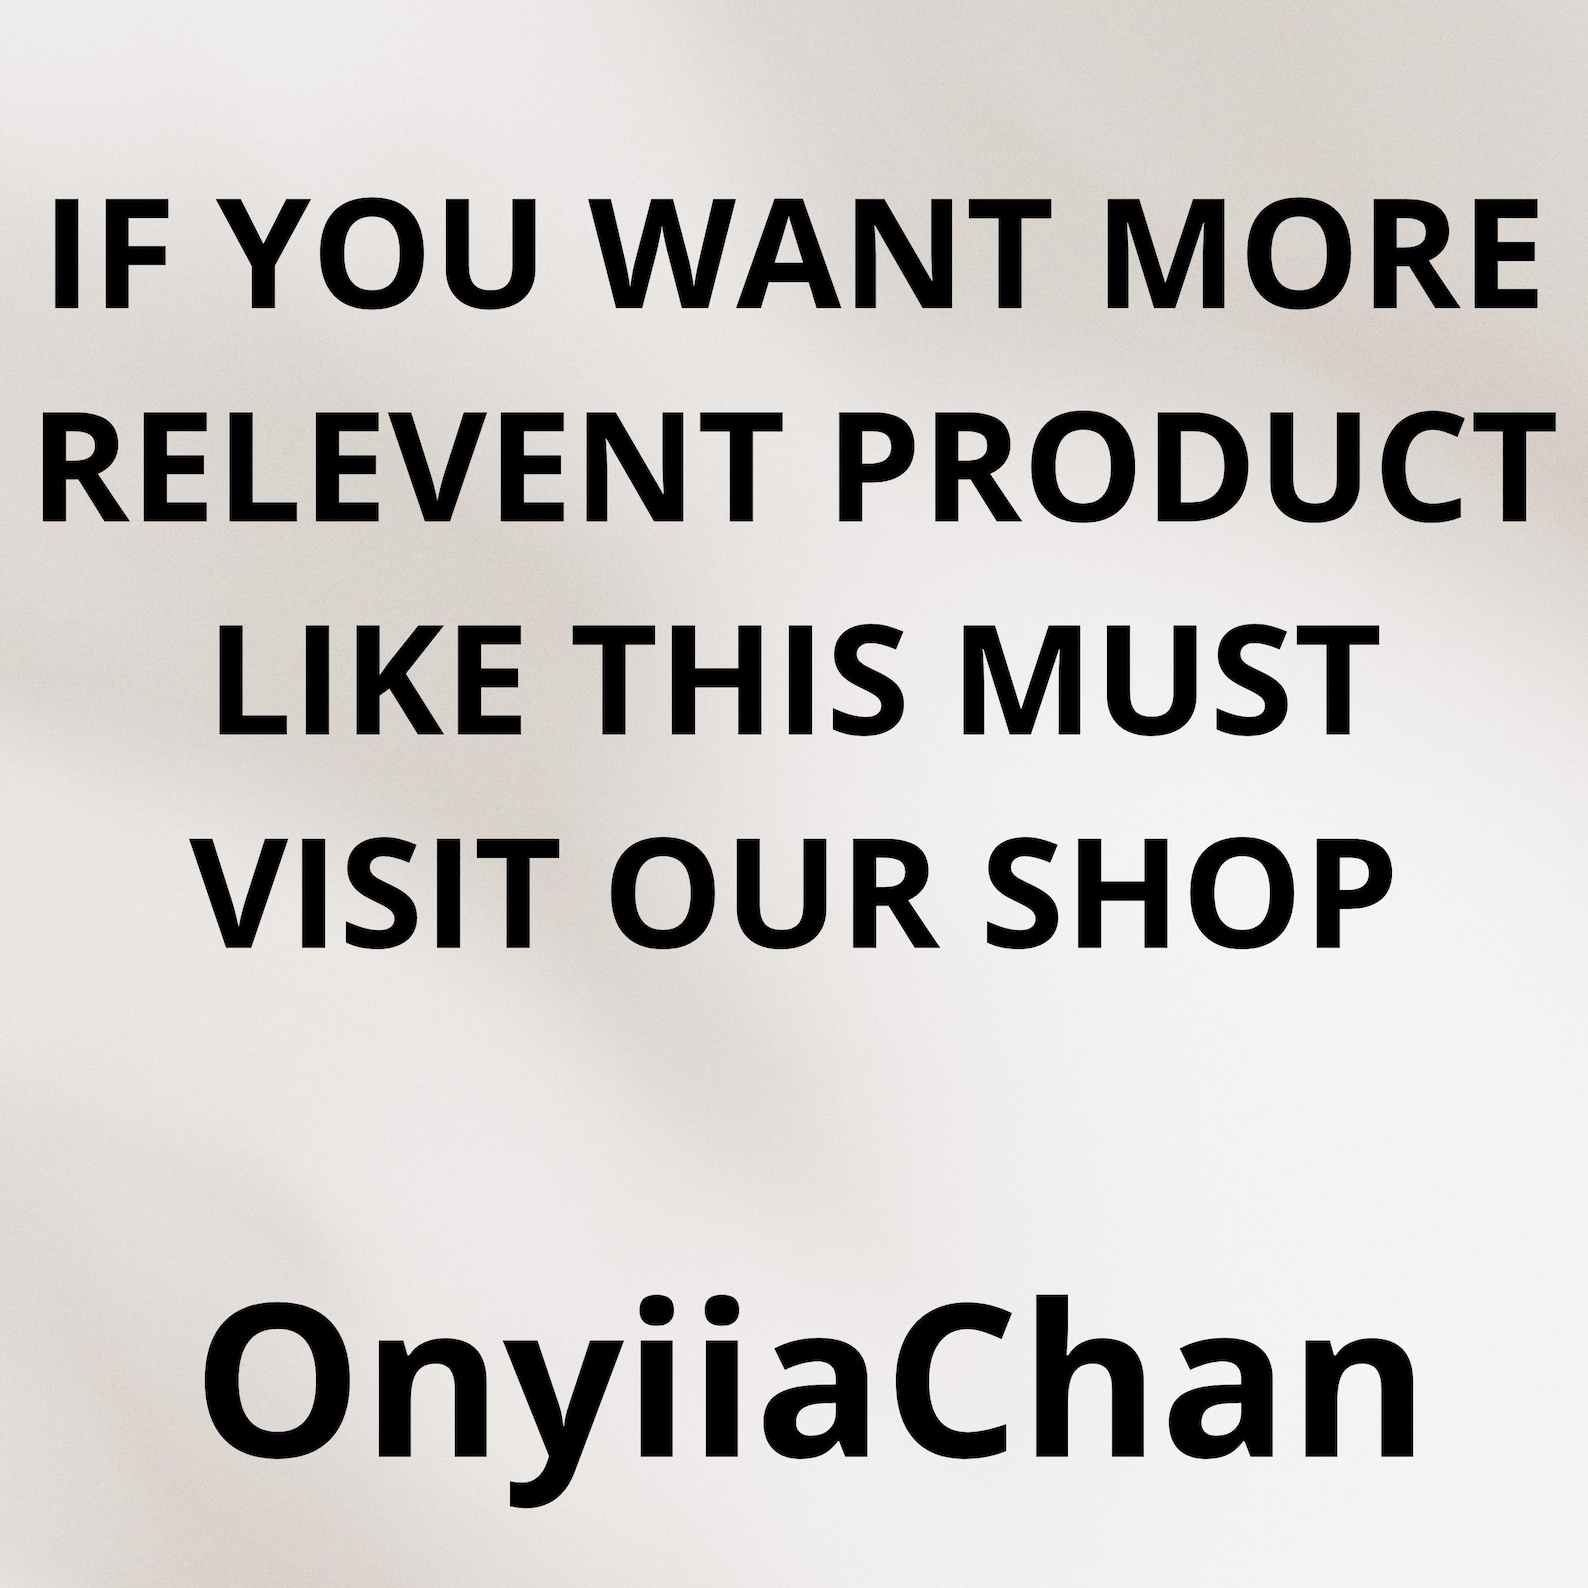 IF YOU WANT MORE
RELEVENT PRODUCT
LIKE THIS MUST
VISIT OUR SHOP
OnyiiaChan